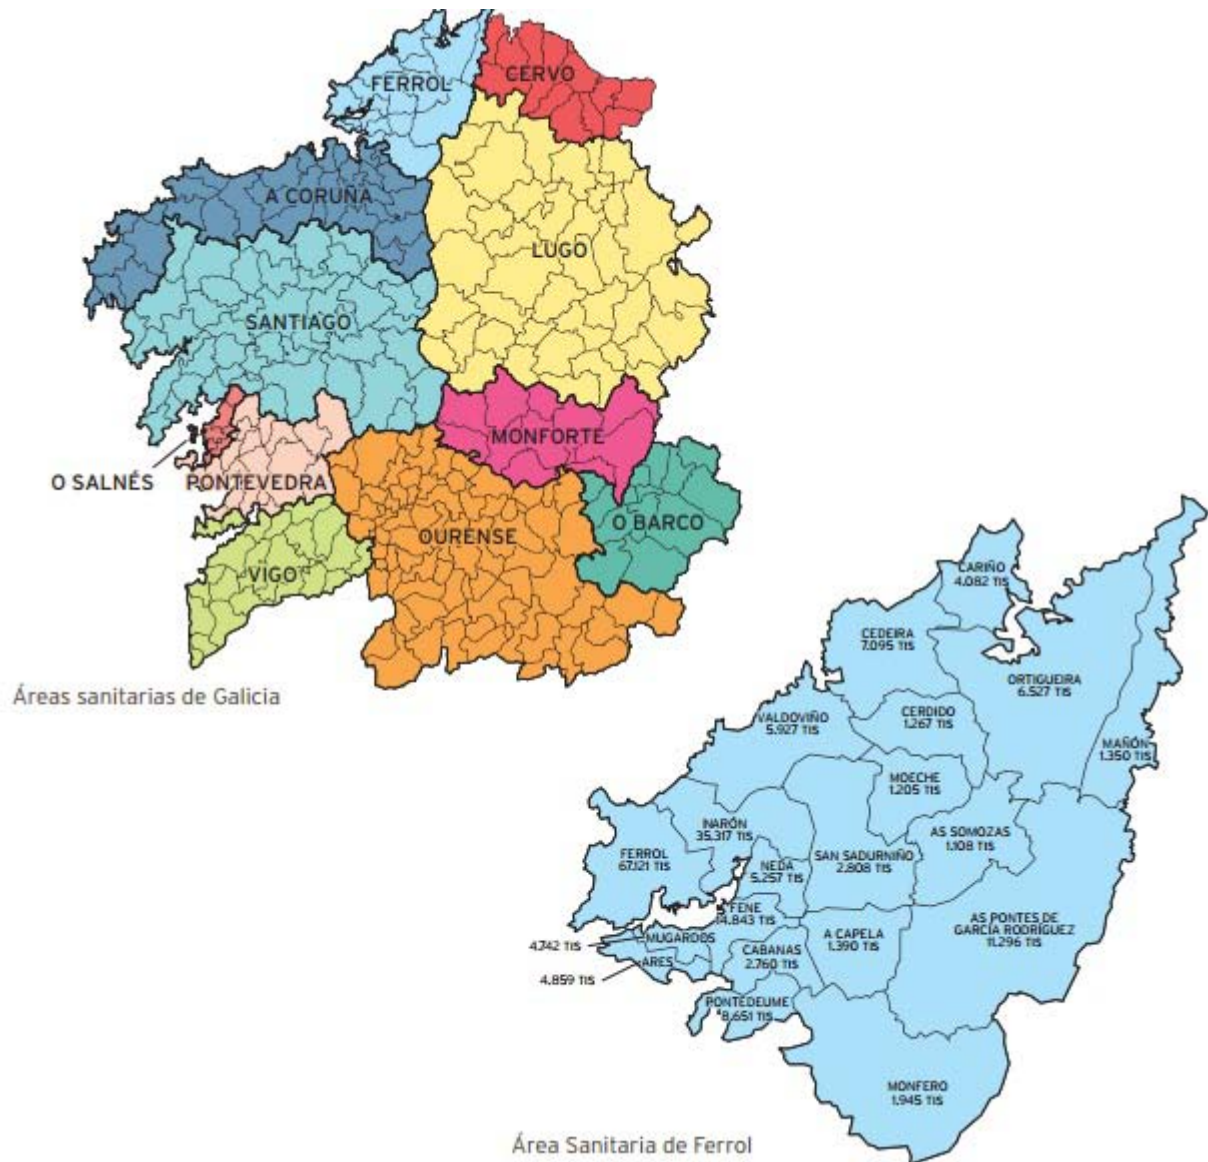 FERROL
CERVO
A CORUÑA
LUGO
SANTIAGO
MONFORTE
O SALNÉS
PONTEVEDRA
O BARCO
OURENSE
VIGO
Áreas sanitarias de Galicia
CARIÑO
4.082 TIS
CEDEIRA
7.095 TIS
ORTIGUEIRA
6.527 TIS
VALDOVIÑO
5.927 TIS
CERDIDO
1.267 TIS
MAÑÓN
1.350 TIS
MOECHE
1.205 TIS
NARÓN
35.317 TIS
AS SOMOZAS
1.108 TIS
FERROL
67.121 TIS
NEDA
5.257 TIS
SAN SADURNIÑO
2.808 TIS
FENE
14.843 TIS
AS PONTES DE
GARCÍA RODRÍGUEZ
11.296 TIS
A CAPELA
1.390 TIS
4.742 TIS
MUGARDOS
CABANAS
2.760 TIS
ARES
4.859 TIS
PONTEDEUME
8.651 TIS
MONFERO
1.945 TIS
Área Sanitaria de Ferrol